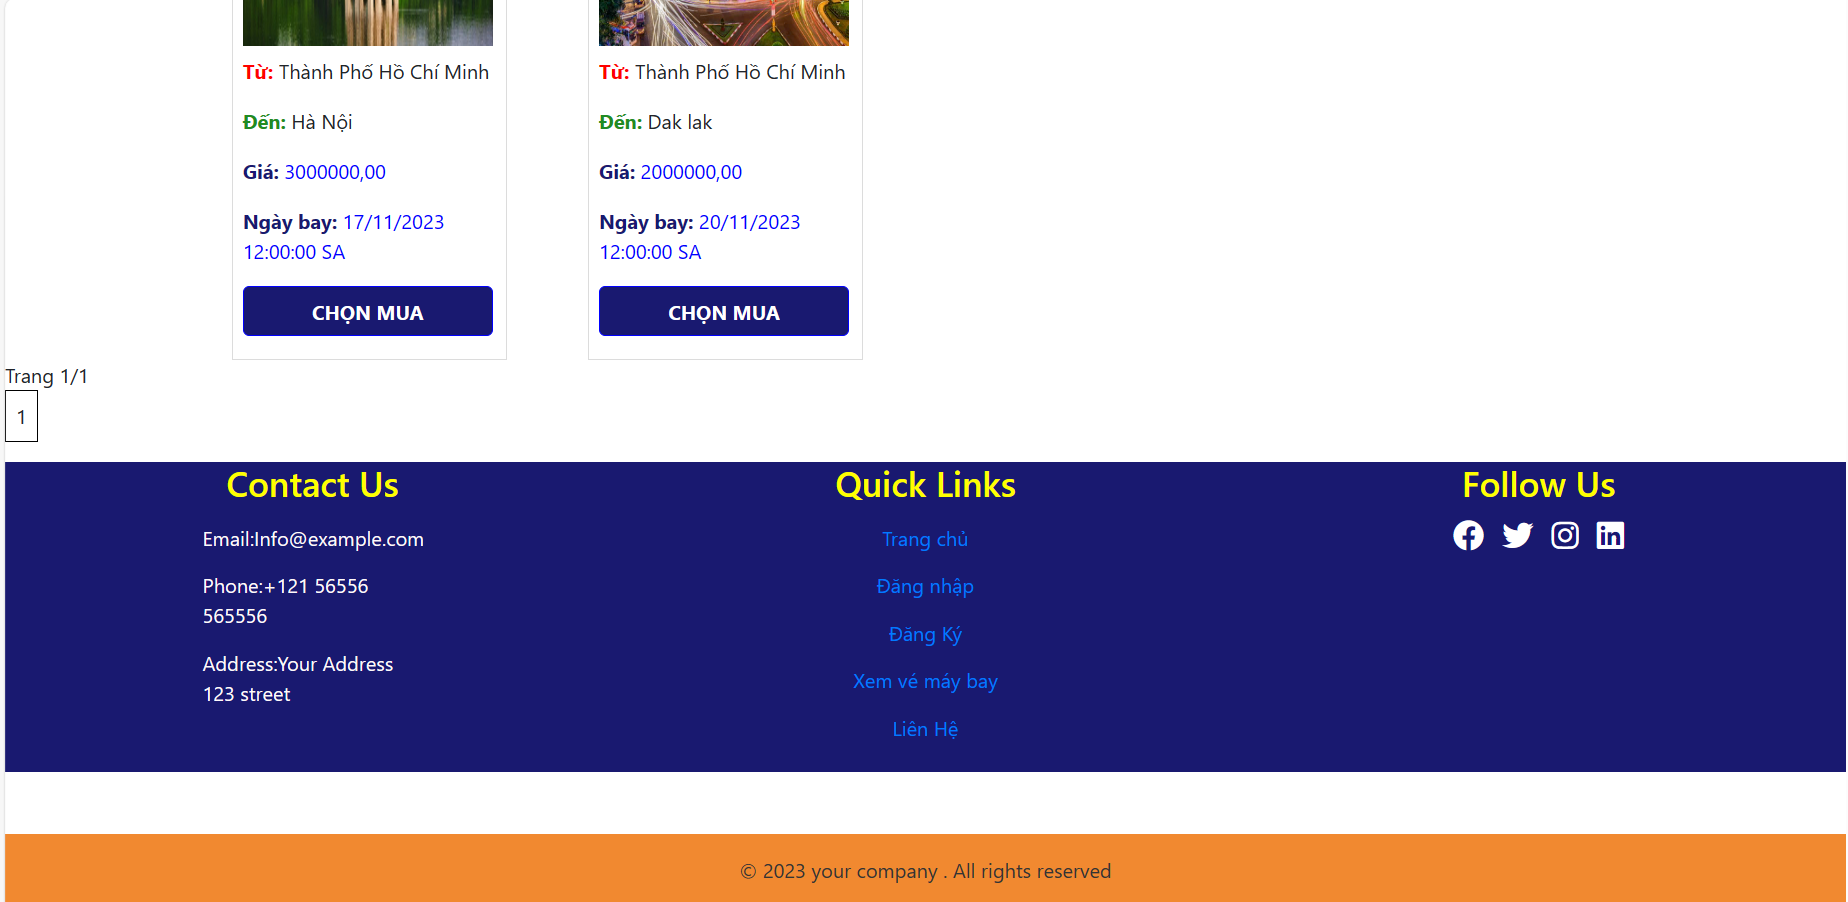 Từ: Thành Phố Hồ Chí Minh
Đến: Hà Nội
Giá: 3000000,00
Ngày bay: 17/11/2023
12:00:00 SA
CHỌN MUA
Từ: Thành Phố Hồ Chí Minh
Đến: Dak lak
Giá: 2000000,00
Ngày bay: 20/11/2023
12:00:00 SA
CHỌN MUA
Trang 1/1
1
Contact Us
Email:Info@example.com
Phone:+121 56556
565556
Address:Your Address
123 street
Quick Links
Trang chủ
Đăng nhập
Đăng Ký
Xem vé máy bay
Liên Hệ
Follow Us
© 2023 your company . All rights reserved